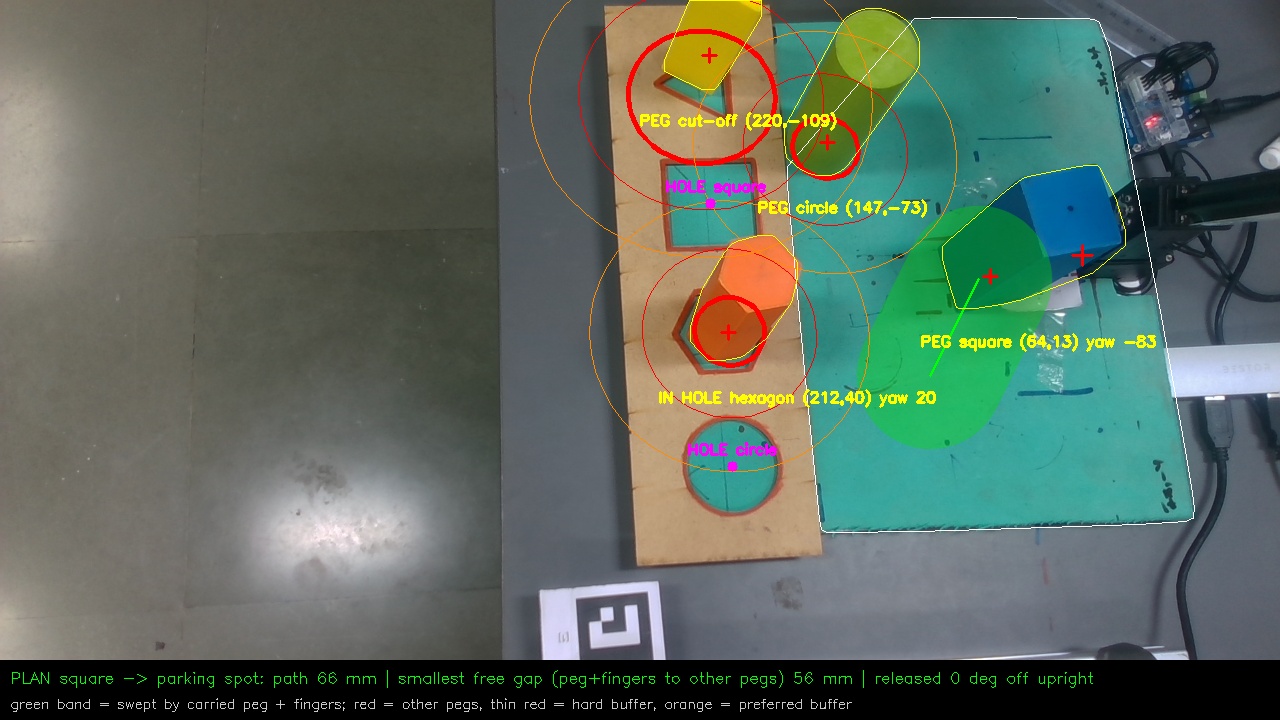 PEG cut-off (220,-109)
HOLE square
PEG circle (147,-73)
PEG square (64,13) yaw -83
IN HOLE hexagon (212,40) yaw 20
HOLE circle
PLAN square -> parking spot: path 66 mm | smallest free gap (peg+fingers to other pegs) 56 mm | released 0 deg off upright
green band = swept by carried peg + fingers; red = other pegs, thin red = hard buffer, orange = preferred buffer